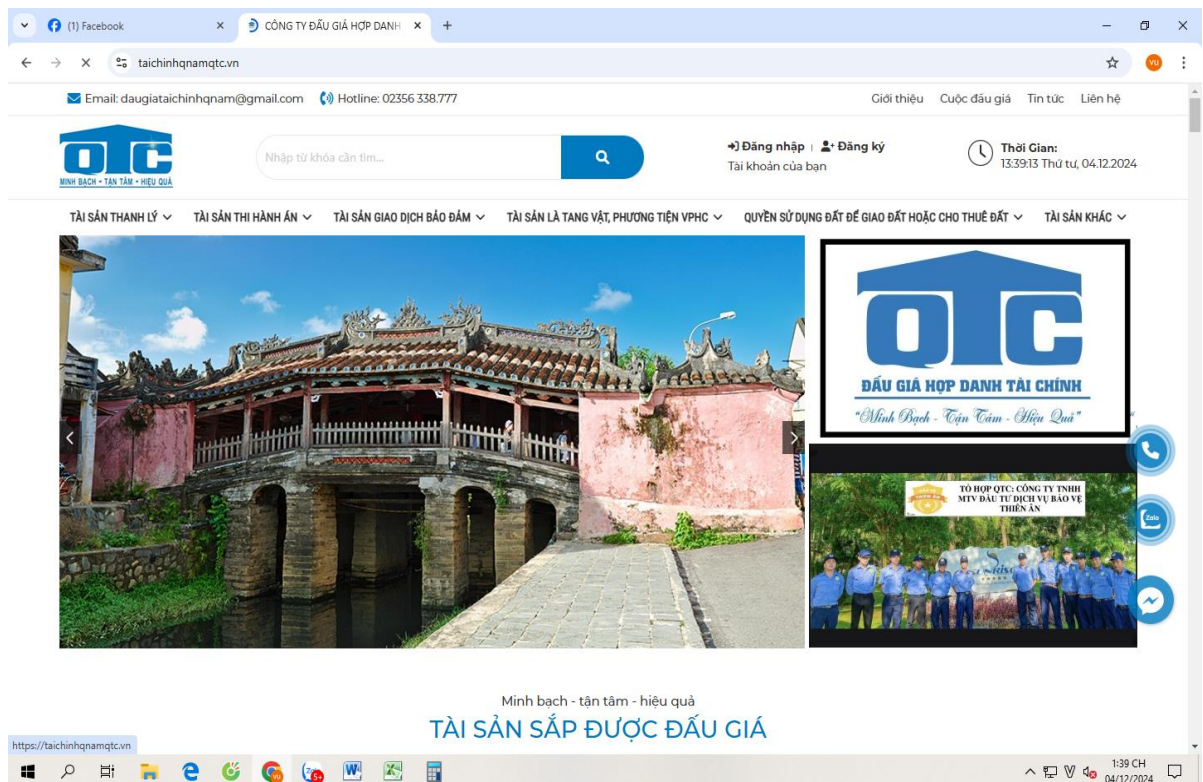 (1) Facebook
CÔNG TY ĐẤU GIÁ HỢP DANH
taichinhqnamqtc.vn
VU
Email: daugiataichinhqnam@gmail.com
Hotline: 02356 338.777
Giới thiệu
Cuộc đấu giá
Tin tức
Liên hệ
QTC
MINH BẠCH • TẬN TÂM • HIỆU QUẢ
Nhập từ khóa cần tìm...
Đăng nhập | Đăng ký
Tài khoản của bạn
Thời Gian:
13:39:13 Thứ tư, 04.12.2024
TÀI SẢN THANH LÝ
TÀI SẢN THI HÀNH ÁN
TÀI SẢN GIAO DỊCH BẢO ĐẢM
TÀI SẢN LÀ TANG VẬT, PHƯƠNG TIỆN VPHC
QUYỀN SỬ DỤNG ĐẤT ĐỂ GIAO ĐẤT HOẶC CHO THUÊ ĐẤT
TÀI SẢN KHÁC
QTC
ĐẤU GIÁ HỢP DANH TÀI CHÍNH
"Minh Bạch - Tận Tâm - Hiệu Quả"
TỔ HỢP QTC: CÔNG TY TNHH
MTV ĐẦU TƯ DỊCH VỤ BẢO VỆ
THIÊN ÂN
Zalo
Minh bạch - tận tâm - hiệu quả
TÀI SẢN SẮP ĐƯỢC ĐẤU GIÁ
https://taichinhqnamqtc.vn
5+
1:39 CH
04/12/2024